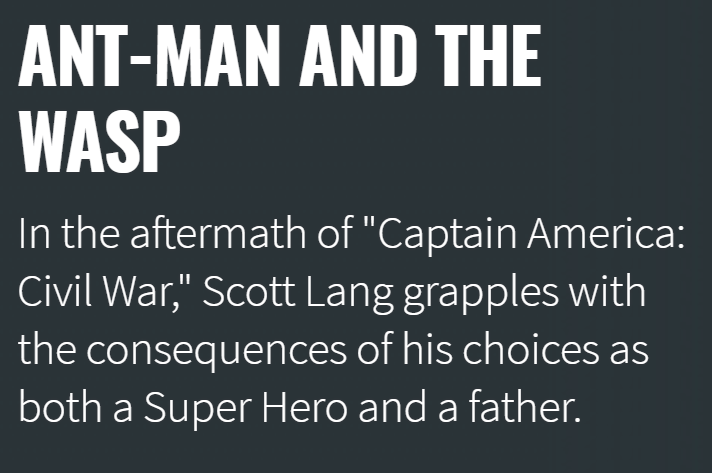 ANT-MAN AND THE
WASP
In the aftermath of "Captain America:
Civil War," Scott Lang grapples with
the consequences of his choices as
both a Super Hero and a father.